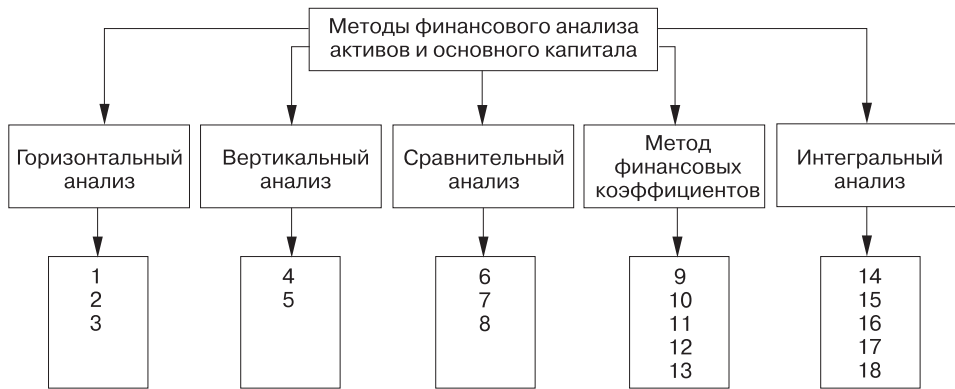 Методы финансового анализа
активов и основного капитала
Горизонтальный
анализ
Вертикальный
анализ
Сравнительный
анализ
Метод
финансовых
коэффициентов
Интегральный
анализ
1
2
3
4
5
6
7
8
9
10
11
12
13
14
15
16
17
18